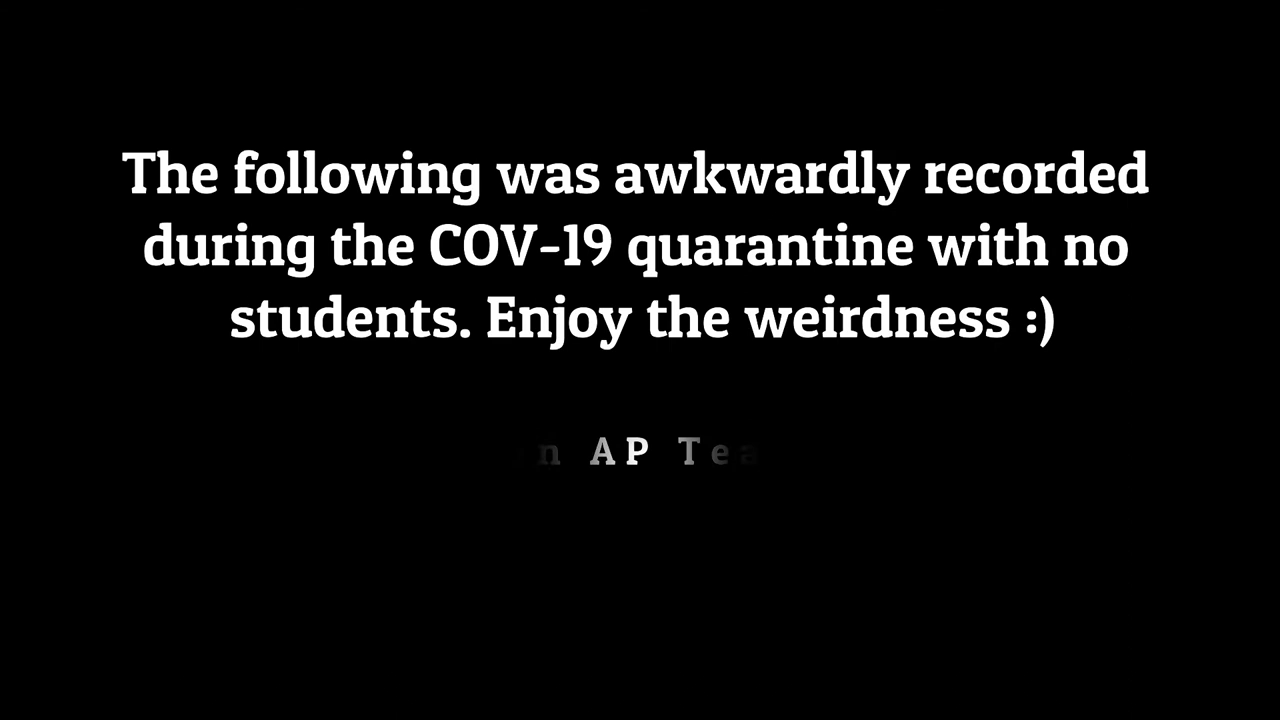 The following was awkwardly recorded
during the COV-19 quarantine with no
students. Enjoy the weirdness :)
AP